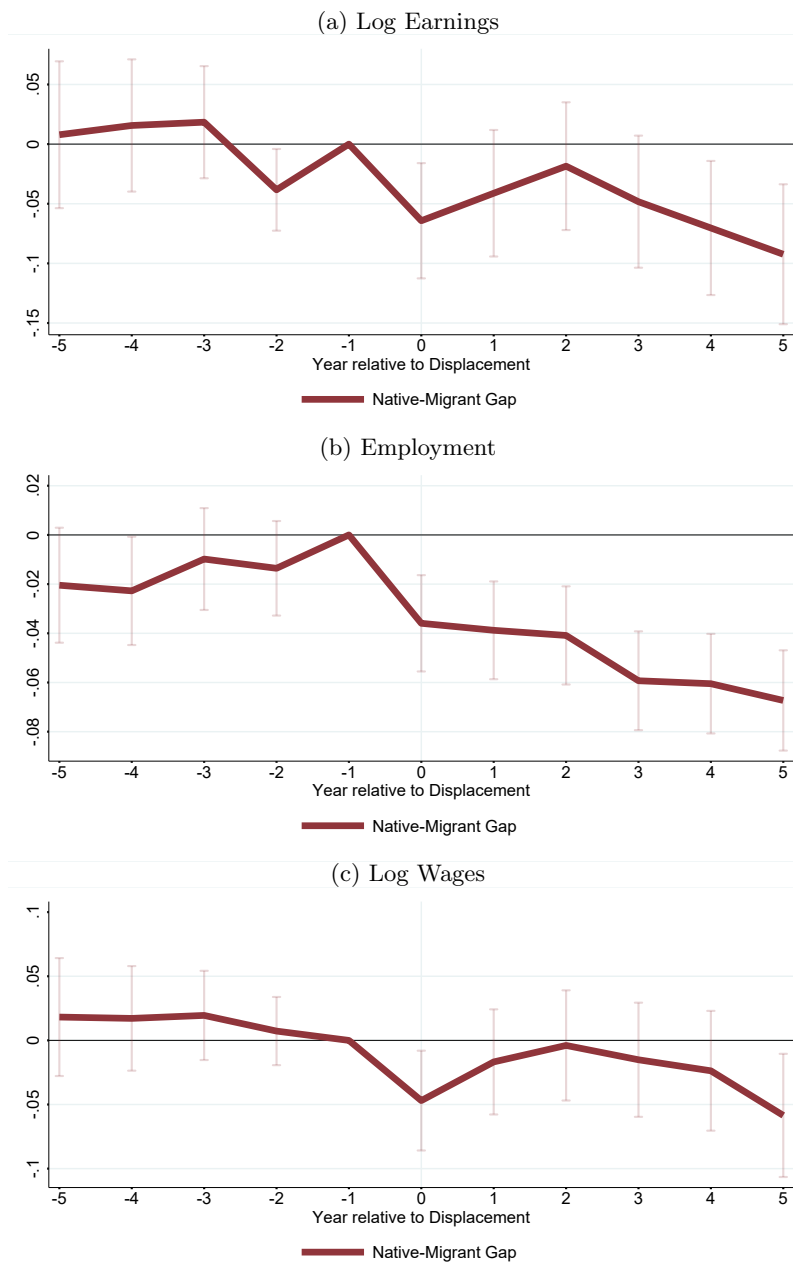 (a) Log Earnings
.05
0
-.05
-.1
-.15
-5 -4 -3 -2 -1 0 1 2 3 4 5
Year relative to Displacement
Native-Migrant Gap
(b) Employment
.02
0
-.02
-.04
-.06
-.08
-5 -4 -3 -2 -1 0 1 2 3 4 5
Year relative to Displacement
Native-Migrant Gap
(c) Log Wages
.1
.05
0
-.05
-.1
-5 -4 -3 -2 -1 0 1 2 3 4 5
Year relative to Displacement
Native-Migrant Gap